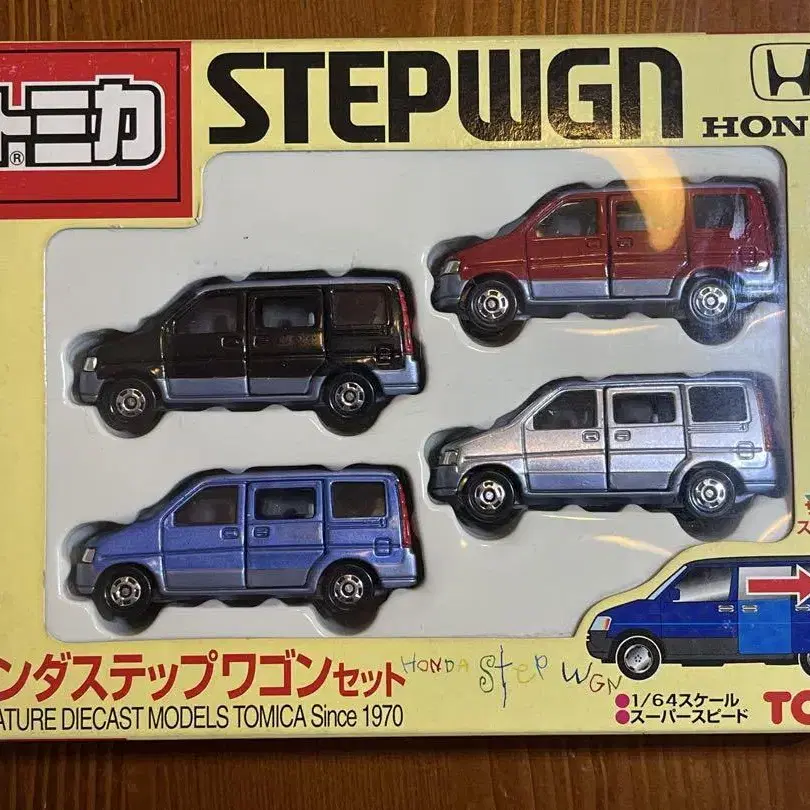 トミカ
®
STEPWGN
HON
ンダステップワゴンセット
HONDA Step WGN
ATURE DIECAST MODELS TOMICA Since 1970
●1/64スケール
●スーパースピード
TO